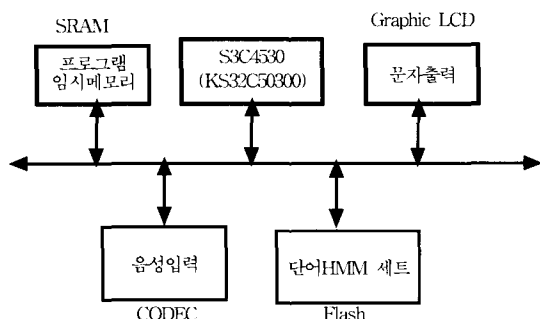 SRAM
프로그램
임시메모리
S3C4530
(KS32C50300)
Graphic LCD
문자출력
음성입력
CODEC
단어HMM 세트
Flash